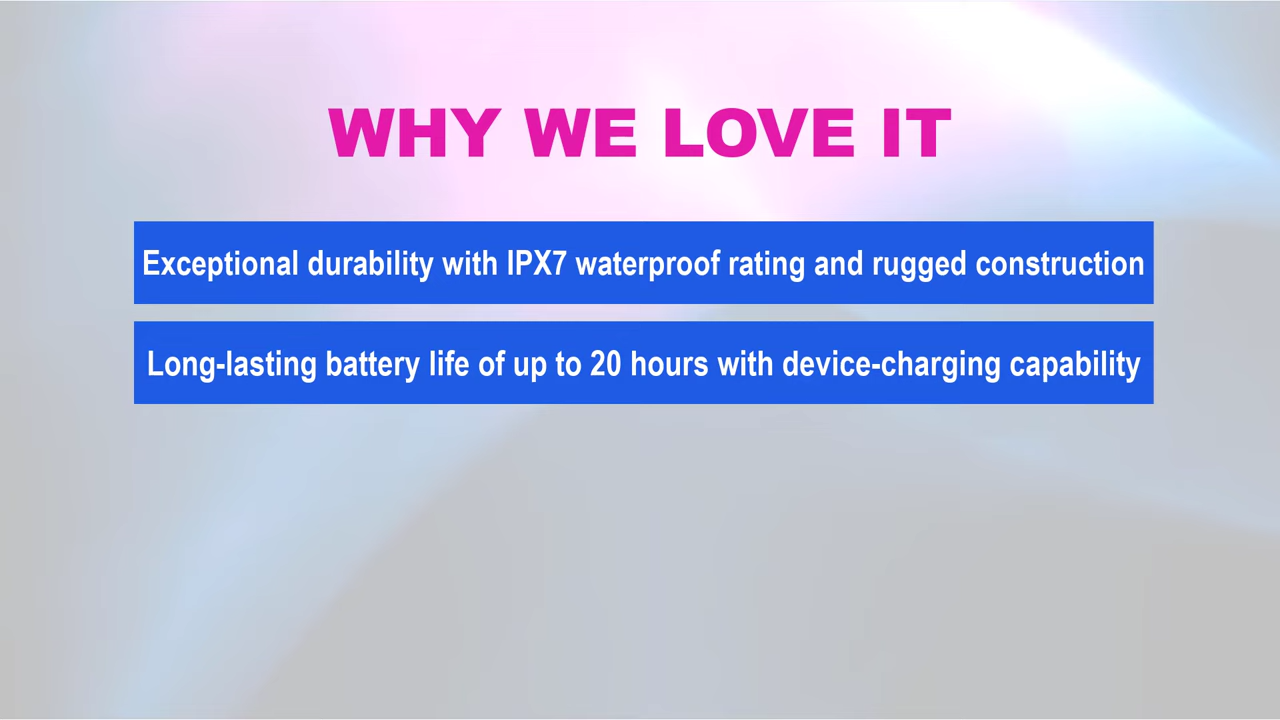 WHY WE LOVE IT
Exceptional durability with IPX7 waterproof rating and rugged construction
Long-lasting battery life of up to 20 hours with device-charging capability